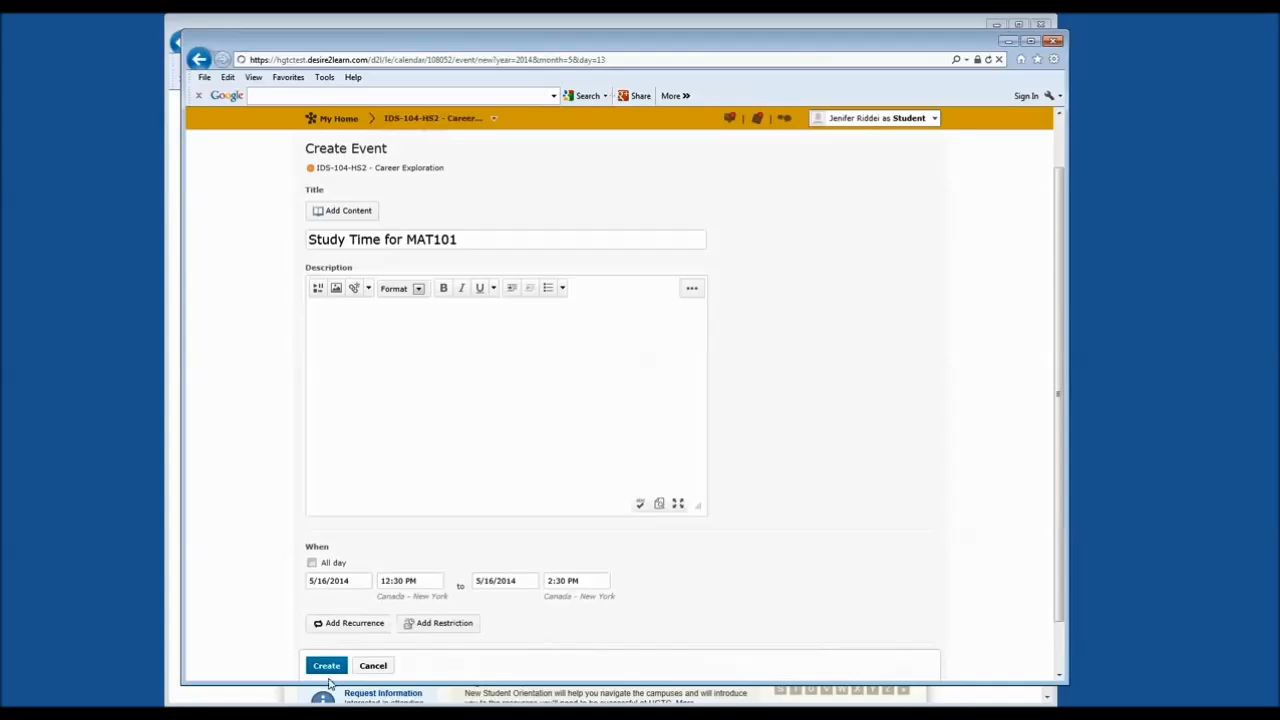 https://hgtctest.desire2learn.com/d2l/le/calendar/108052/event/new?year=2014&month=5&day=13
File Edit View Favorites Tools Help
Google Search Share More » Sign In
My Home IDS-104-HS2 - Career... Jenifer Riddei as Student
Create Event
IDS-104-HS2 - Career Exploration
Title
Add Content
Study Time for MAT101
Description
Format B I U
When
All day
5/16/2014 12:30 PM to 5/16/2014 2:30 PM
Canada - New York Canada - New York
Add Recurrence Add Restriction
Create Cancel
Request Information New Student Orientation will help you navigate the campuses and will introduce